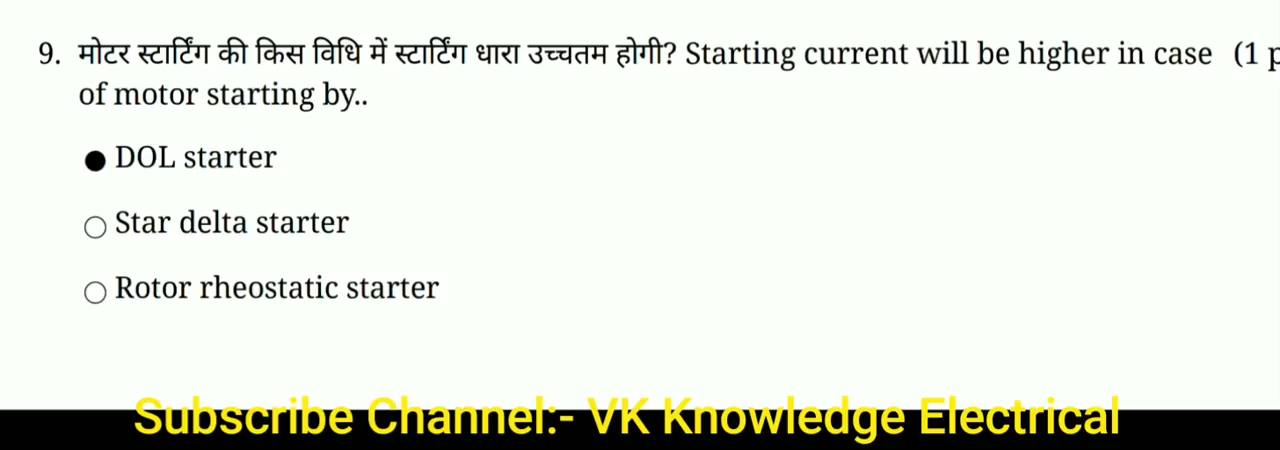 9. मोटर स्टार्टिंग की किस विधि में स्टार्टिंग धारा उच्चतम होगी? Starting current will be higher in case (1 p
of motor starting by..
DOL starter
Star delta starter
Rotor rheostatic starter
Subscribe Channel:- VK Knowledge Electrical